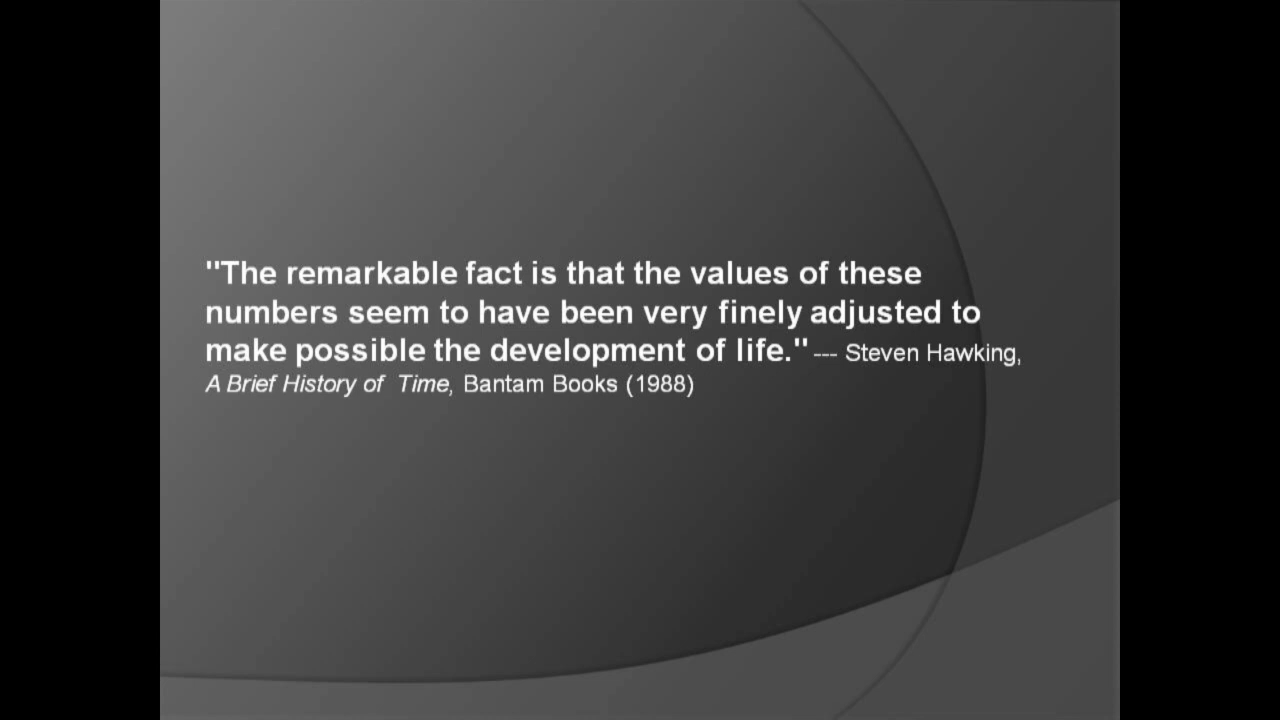 "The remarkable fact is that the values of these
numbers seem to have been very finely adjusted to
make possible the development of life." --- Steven Hawking,
A Brief History of  Time, Bantam Books (1988)